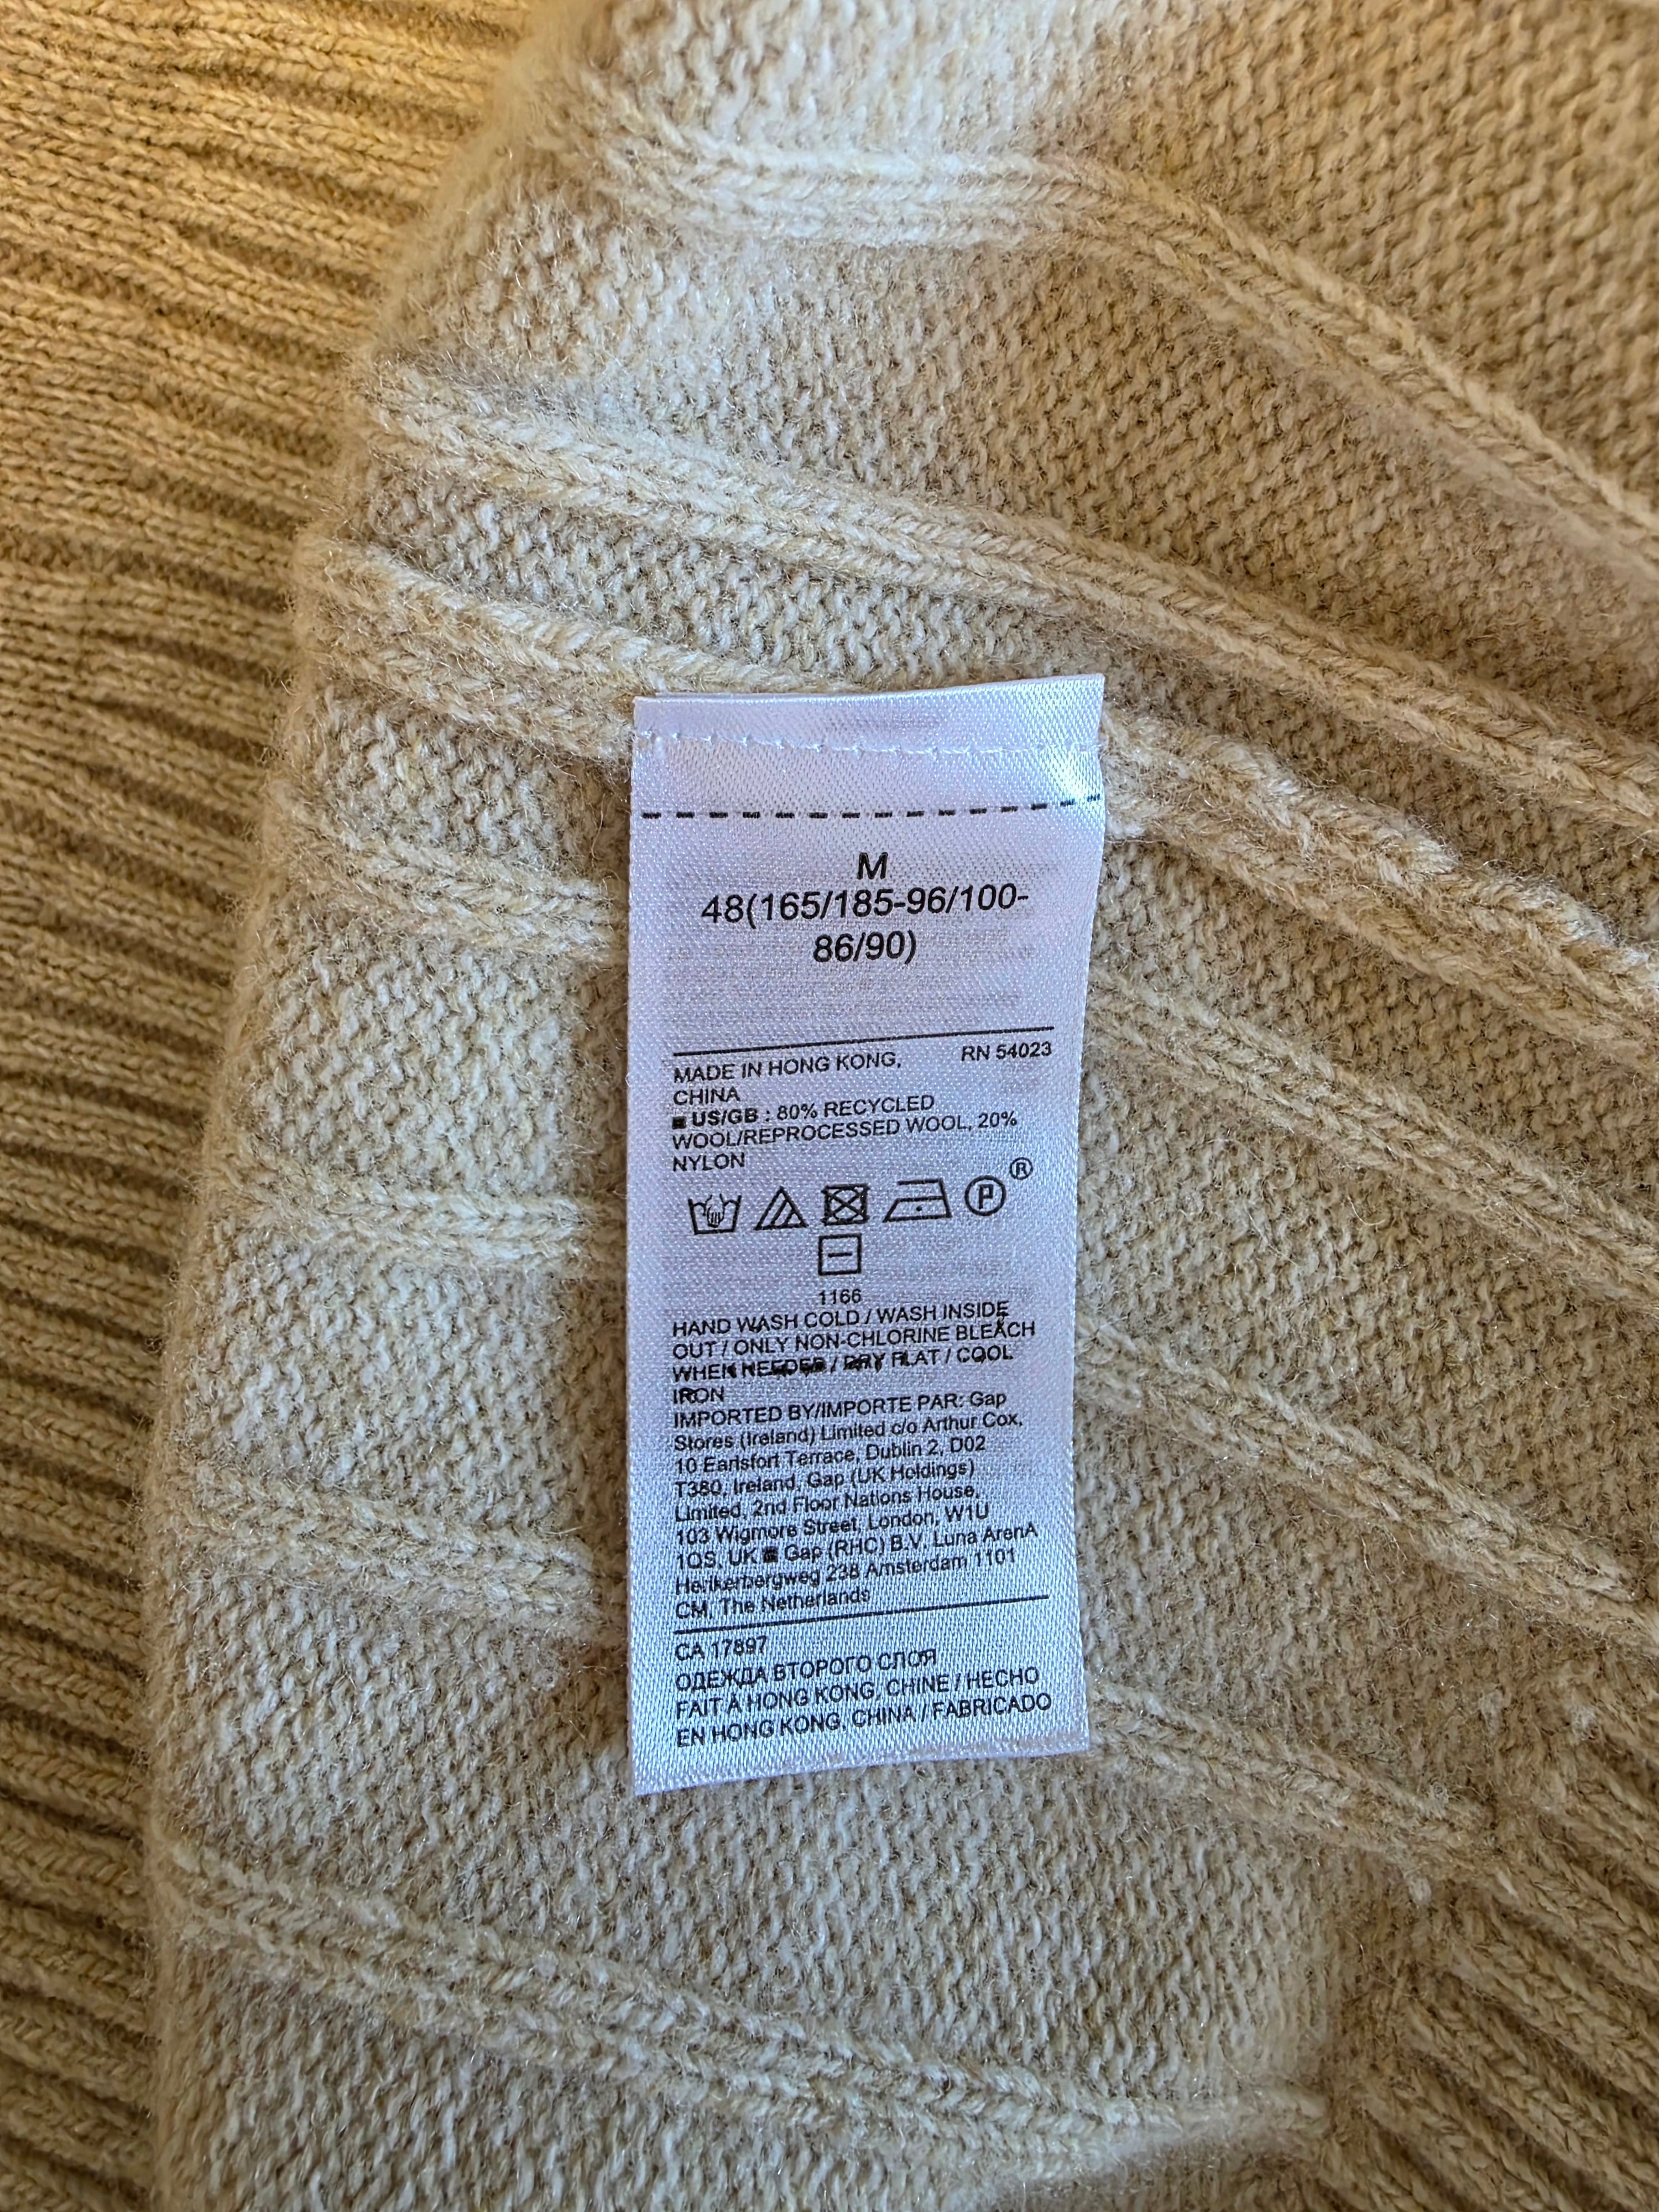 M
48(165/185-96/100-
86/90)
MADE IN HONG KONG, RN 54023
CHINA
■ US/GB : 80% RECYCLED
WOOL/REPROCESSED WOOL, 20%
NYLON
P ®
1166
HAND WASH COLD / WASH INSIDE
OUT / ONLY NON-CHLORINE BLEACH
WHEN NEEDED / DRY FLAT / COOL
IRON
IMPORTED BY/IMPORTE PAR: Gap
Stores (Ireland) Limited c/o Arthur Cox,
10 Earlsfort Terrace, Dublin 2, D02
T380, Ireland, Gap (UK Holdings)
Limited, 2nd Floor Nations House,
103 Wigmore Street, London, W1U
1QS, UK ■ Gap (RHC) B.V, Luna ArenA
Herikerbergweg 238 Amsterdam 1101
CM, The Netherlands
CA 17897
ОДЕЖДА ВТОРОГО СЛОЯ
FAIT À HONG KONG, CHINE / HECHO
EN HONG KONG, CHINA / FABRICADO